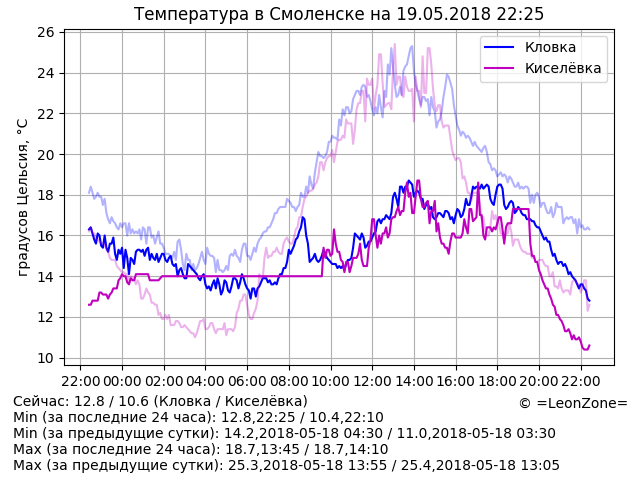 Температура в Смоленске на 19.05.2018 22:25
Кловка
Киселёвка
градусов Цельсия, °C
26
24
22
20
18
16
14
12
10
22:00 00:00 02:00 04:00 06:00 08:00 10:00 12:00 14:00 16:00 18:00 20:00 22:00
Сейчас: 12.8 / 10.6 (Кловка / Киселёвка)
© =LeonZone=
Min (за последние 24 часа): 12.8,22:25 / 10.4,22:10
Min (за предыдущие сутки): 14.2,2018-05-18 04:30 / 11.0,2018-05-18 03:30
Max (за последние 24 часа): 18.7,13:45 / 18.7,14:10
Max (за предыдущие сутки): 25.3,2018-05-18 13:55 / 25.4,2018-05-18 13:05